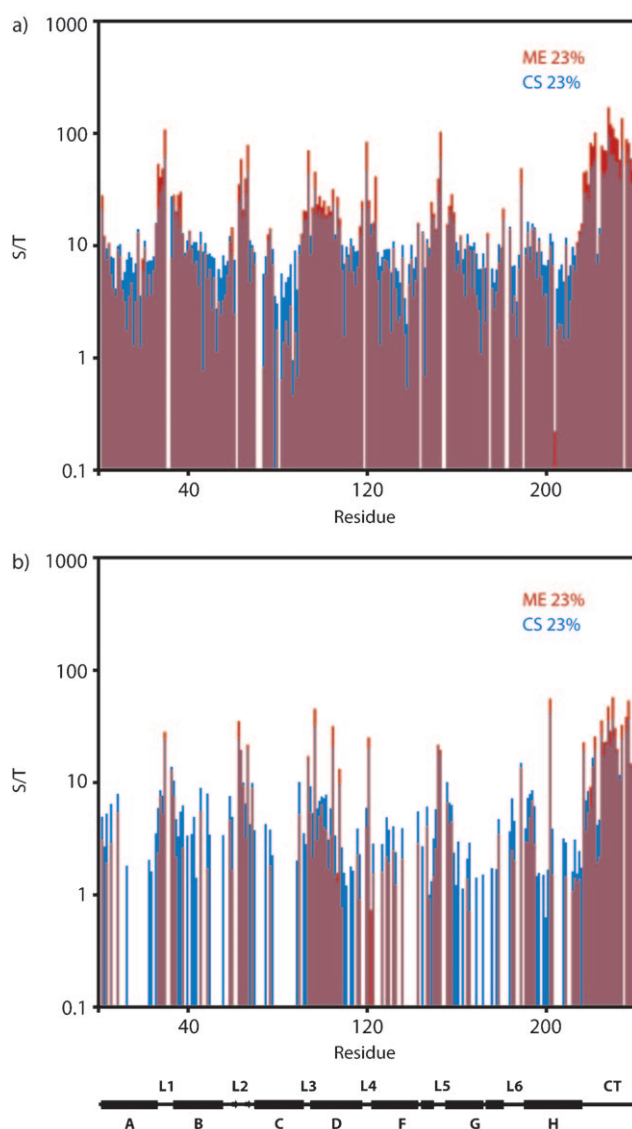 a)
1000
ME 23%
CS 23%
100
S/T
10
1
0.1
40 120 200
Residue
b)
1000
ME 23%
CS 23%
100
S/T
10
1
0.1
40 120 200
Residue
L1 L2 L3 L4 L5 L6 CT
A B C D F G H